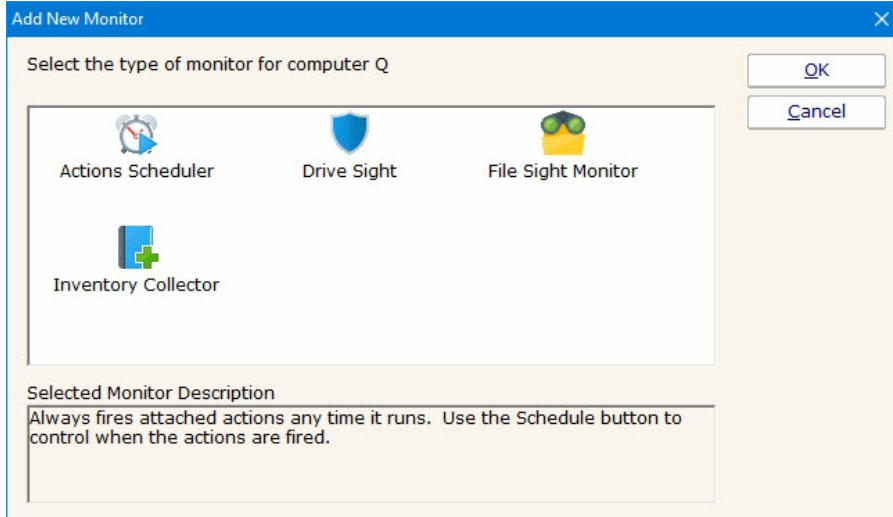 Add New Monitor
Select the type of monitor for computer Q
OK
Cancel
Actions Scheduler
Drive Sight
File Sight Monitor
Inventory Collector
Selected Monitor Description
Always fires attached actions any time it runs.  Use the Schedule button to
control when the actions are fired.